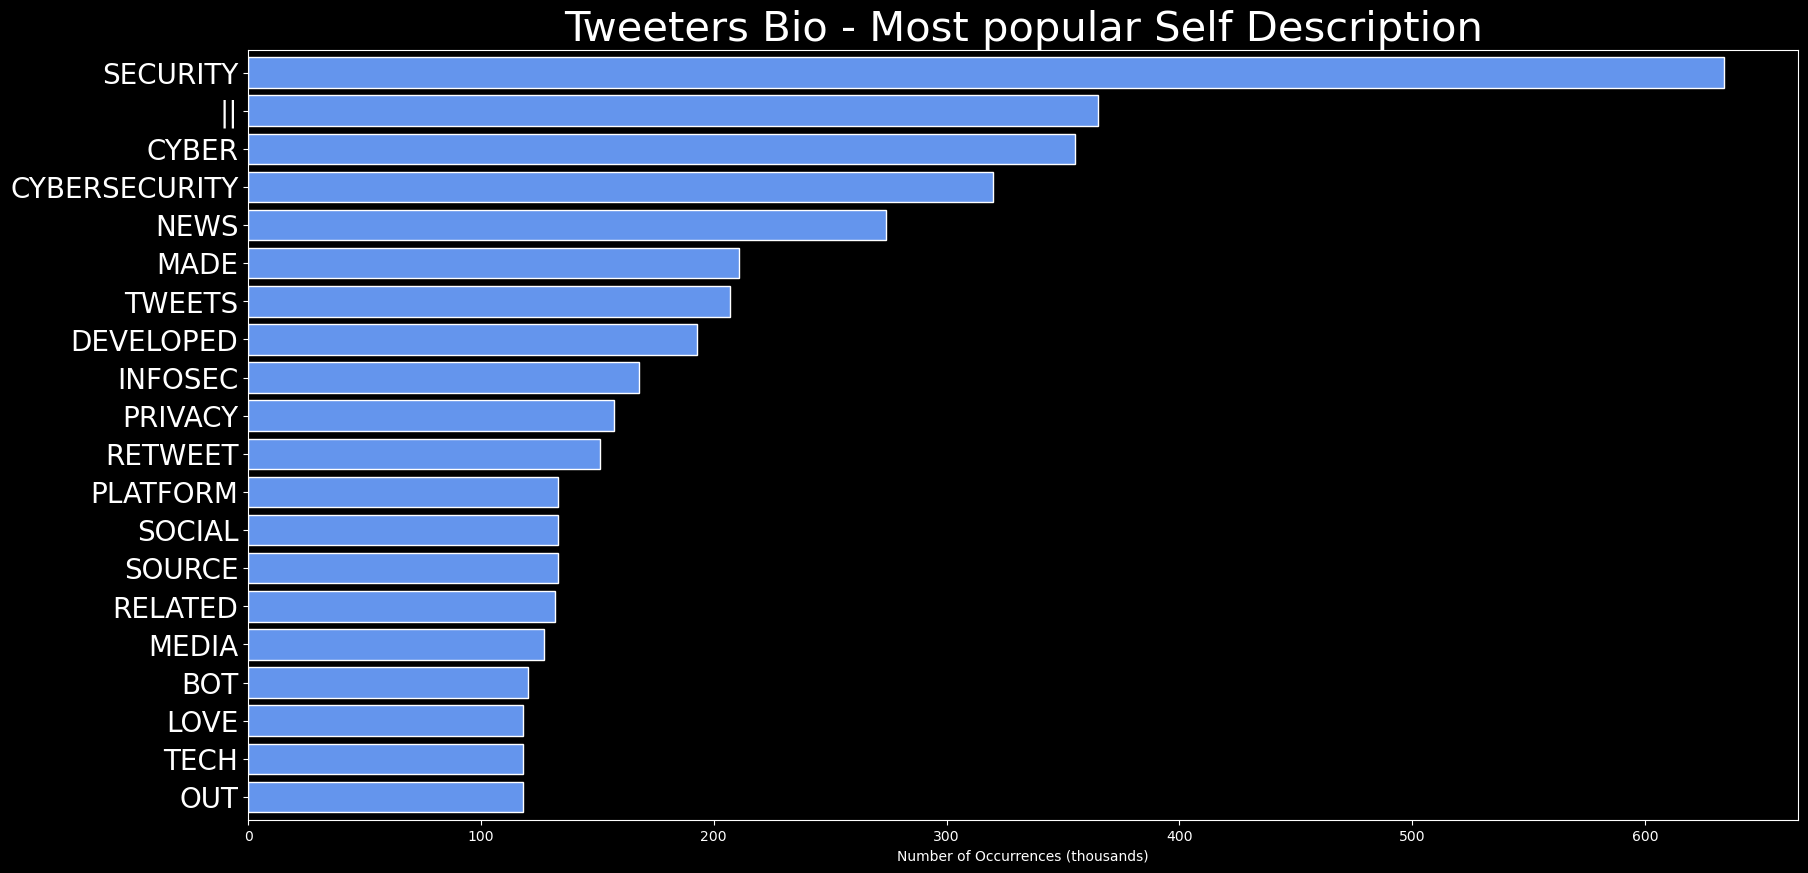 Tweeters Bio - Most popular Self Description
SECURITY
||
CYBER
CYBERSECURITY
NEWS
MADE
TWEETS
DEVELOPED
INFOSEC
PRIVACY
RETWEET
PLATFORM
SOCIAL
SOURCE
RELATED
MEDIA
BOT
LOVE
TECH
OUT
0 100 200 300 400 500 600
Number of Occurrences (thousands)